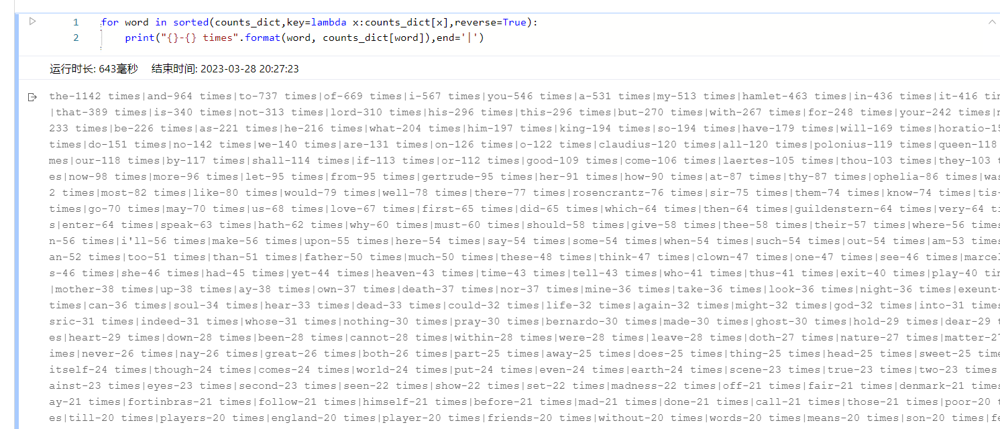 1 for word in sorted(counts_dict,key=lambda x:counts_dict[x],reverse=True):
2 print("{}-{} times".format(word, counts_dict[word]),end='|')
运行时长: 643毫秒 结束时间: 2023-03-28 20:27:23
the-1142 times|and-964 times|to-737 times|of-669 times|i-567 times|you-546 times|a-531 times|my-513 times|hamlet-463 times|in-436 times|it-416
|that-389 times|is-340 times|not-313 times|lord-310 times|his-296 times|this-296 times|but-270 times|with-267 times|for-248 times|your-242 times|
233 times|be-226 times|as-221 times|he-216 times|what-204 times|him-197 times|king-194 times|so-194 times|have-179 times|will-169 times|horatio-15
times|do-151 times|no-142 times|we-140 times|are-131 times|on-126 times|o-122 times|claudius-120 times|all-120 times|polonius-119 times|queen-118
mes|our-118 times|by-117 times|shall-114 times|if-113 times|or-112 times|good-109 times|come-106 times|laertes-105 times|thou-103 times|they-103 t
es|now-98 times|more-96 times|let-95 times|from-95 times|gertrude-95 times|her-91 times|how-90 times|at-87 times|thy-87 times|ophelia-86 times|was
2 times|most-82 times|like-80 times|would-79 times|well-78 times|there-77 times|rosencrantz-76 times|sir-75 times|them-74 times|know-74 times|tis-
times|go-70 times|may-70 times|us-68 times|love-67 times|first-65 times|did-65 times|which-64 times|then-64 times|guildenstern-64 times|very-64 ti
s|enter-64 times|speak-63 times|hath-62 times|why-60 times|must-60 times|should-58 times|give-58 times|thee-58 times|their-57 times|where-56 times
n-56 times|i'll-56 times|make-56 times|upon-55 times|here-54 times|say-54 times|some-54 times|when-54 times|such-54 times|out-54 times|am-53 times
an-52 times|too-51 times|than-51 times|father-50 times|much-50 times|these-48 times|think-47 times|clown-47 times|one-47 times|see-46 times|marcel
s-46 times|she-46 times|had-45 times|yet-44 times|heaven-43 times|time-43 times|tell-43 times|who-41 times|thus-41 times|exit-40 times|play-40
|mother-38 times|up-38 times|ay-38 times|own-37 times|death-37 times|nor-37 times|mine-36 times|take-36 times|look-36 times|night-36 times|exeunt-
times|can-36 times|soul-34 times|hear-33 times|dead-33 times|could-32 times|life-32 times|again-32 times|might-32 times|god-32 times|into-31 times
sric-31 times|indeed-31 times|whose-31 times|nothing-30 times|pray-30 times|bernardo-30 times|made-30 times|ghost-30 times|hold-29 times|dear-29 t
es|heart-29 times|down-28 times|been-28 times|cannot-28 times|within-28 times|were-28 times|leave-28 times|doth-27 times|nature-27 times|matter-27
imes|never-26 times|nay-26 times|great-26 times|both-26 times|part-25 times|away-25 times|does-25 times|thing-25 times|head-25 times|sweet-25 time
itself-24 times|though-24 times|comes-24 times|world-24 times|put-24 times|even-24 times|earth-24 times|scene-23 times|true-23 times|two-23 times
ainst-23 times|eyes-23 times|second-23 times|seen-22 times|show-22 times|set-22 times|madness-22 times|off-21 times|fair-21 times|denmark-21 times
ay-21 times|fortinbras-21 times|follow-21 times|himself-21 times|before-21 times|mad-21 times|done-21 times|call-21 times|those-21 times|poor-20 t
es|till-20 times|players-20 times|england-20 times|player-20 times|friends-20 times|without-20 times|words-20 times|means-20 times|son-20 times|fe